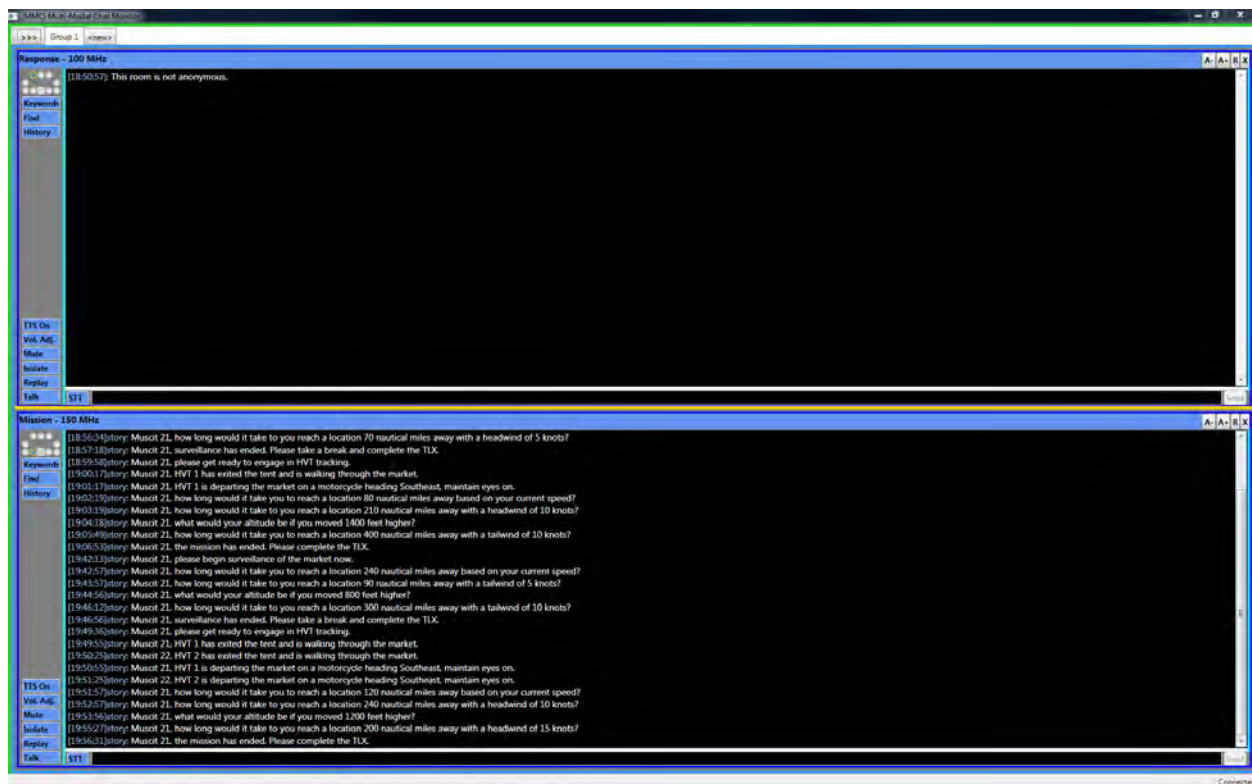 MMC) Multi-Modal Chat Monitor
>>> Group 1 <new>
Response - 100 MHz A- A+ R X
[18:50:57]: This room is not anonymous.
Keywords
Find
History
TTS On
Vol. Adj.
Mute
Isolate
Replay
Talk STT Send
Mission - 150 MHz A- A+ R X
[18:56:34]story: Muscit 21, how long would it take to you reach a location 70 nautical miles away with a headwind of 5 knots?
[18:57:18]story: Muscit 21, surveillance has ended. Please take a break and complete the TLX.
[18:59:58]story: Muscit 21, please get ready to engage in HVT tracking.
[19:00:17]story: Muscit 21, HVT 1 has exited the tent and is walking through the market.
[19:01:17]story: Muscit 21, HVT 1 is departing the market on a motorcycle heading Southeast, maintain eyes on.
[19:02:19]story: Muscit 21, how long would it take you to reach a location 80 nautical miles away based on your current speed?
[19:03:19]story: Muscit 21, how long would it take you to reach a location 210 nautical miles away with a headwind of 10 knots?
[19:04:18]story: Muscit 21, what would your altitude be if you moved 1400 feet higher?
[19:05:49]story: Muscit 21, how long would it take you to reach a location 400 nautical miles away with a tailwind of 10 knots?
[19:06:53]story: Muscit 21, the mission has ended. Please complete the TLX.
[19:42:13]story: Muscit 21, please begin surveillance of the market now.
[19:42:57]story: Muscit 21, how long would it take to you reach a location 240 nautical miles away based on your current speed?
[19:43:57]story: Muscit 21, how long would it take to you reach a location 90 nautical miles away with a tailwind of 5 knots?
[19:44:56]story: Muscit 21, what would your altitude be if you moved 800 feet higher?
[19:46:12]story: Muscit 21, how long would it take to you reach a location 300 nautical miles away with a tailwind of 10 knots?
[19:46:56]story: Muscit 21, surveillance has ended. Please take a break and complete the TLX.
[19:49:36]story: Muscit 21, please get ready to engage in HVT tracking.
[19:49:55]story: Muscit 21, HVT 1 has exited the tent and is walking through the market.
[19:50:25]story: Muscit 22, HVT 2 has exited the tent and is walking through the market.
[19:50:55]story: Muscit 21, HVT 1 is departing the market on a motorcycle heading Southeast, maintain eyes on.
[19:51:25]story: Muscit 22, HVT 2 is departing the market on a motorcycle heading Southeast, maintain eyes on.
[19:51:57]story: Muscit 21, how long would it take you to reach a location 120 nautical miles away based on your current speed?
[19:52:57]story: Muscit 21, how long would it take you to reach a location 240 nautical miles away with a headwind of 10 knots?
[19:53:56]story: Muscit 21, what would your altitude be if you moved 1200 feet higher?
[19:55:27]story: Muscit 21, how long would it take you to reach a location 200 nautical miles away with a headwind of 15 knots?
[19:56:31]story: Muscit 21, the mission has ended. Please complete the TLX.
Keywords
Find
History
TTS On
Vol. Adj.
Mute
Isolate
Replay
Talk STT Send
Connecte